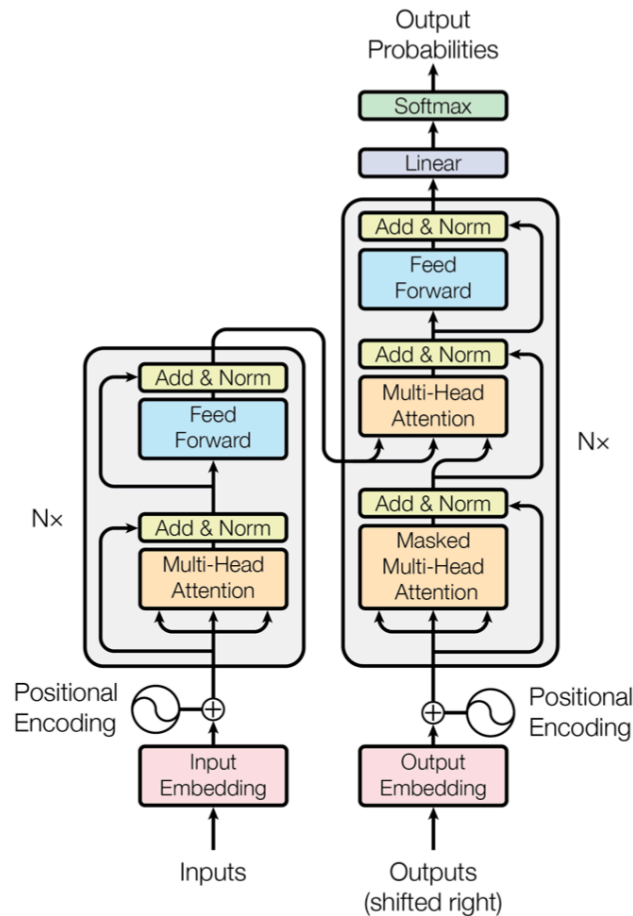 Output
Probabilities
Softmax
Linear
Add & Norm
Feed
Forward
Add & Norm
Multi-Head
Attention
Add & Norm
Masked
Multi-Head
Attention
N×
Add & Norm
Feed
Forward
Add & Norm
Multi-Head
Attention
N×
Positional
Encoding
Positional
Encoding
Input
Embedding
Output
Embedding
Inputs
Outputs
(shifted right)